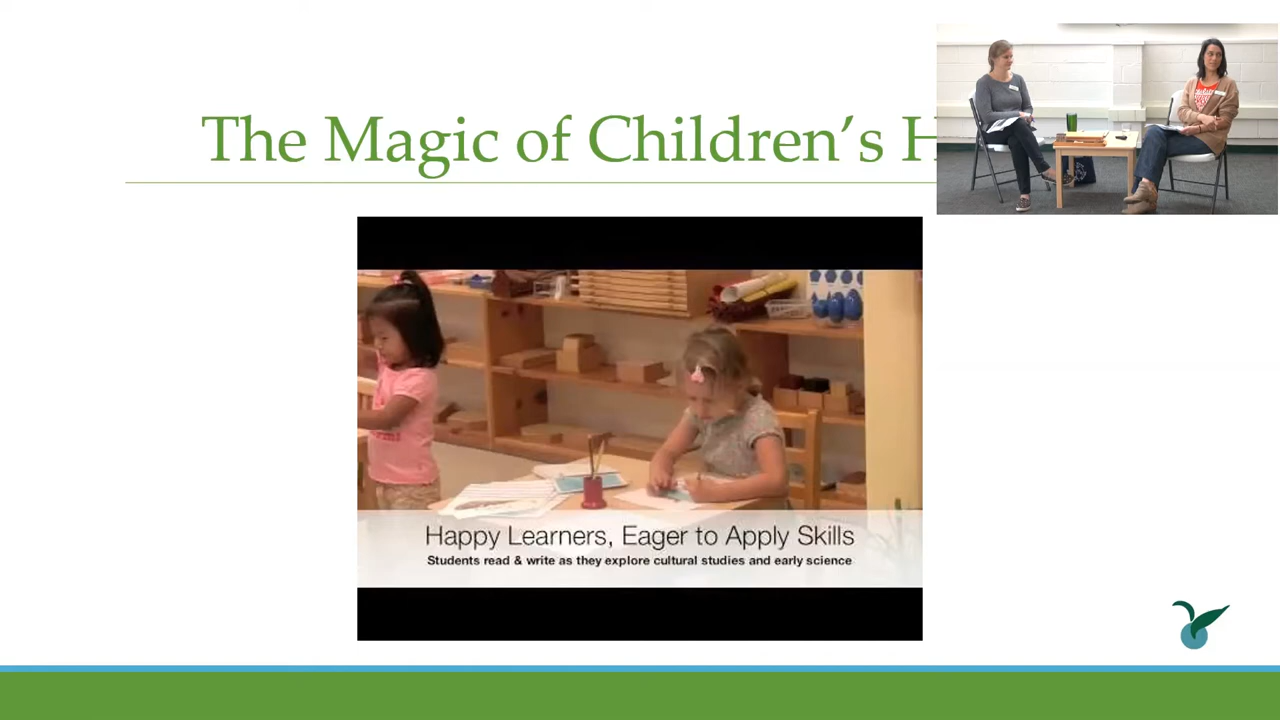 The Magic of Children’s H
Happy Learners, Eager to Apply Skills
Students read & write as they explore cultural studies and early science